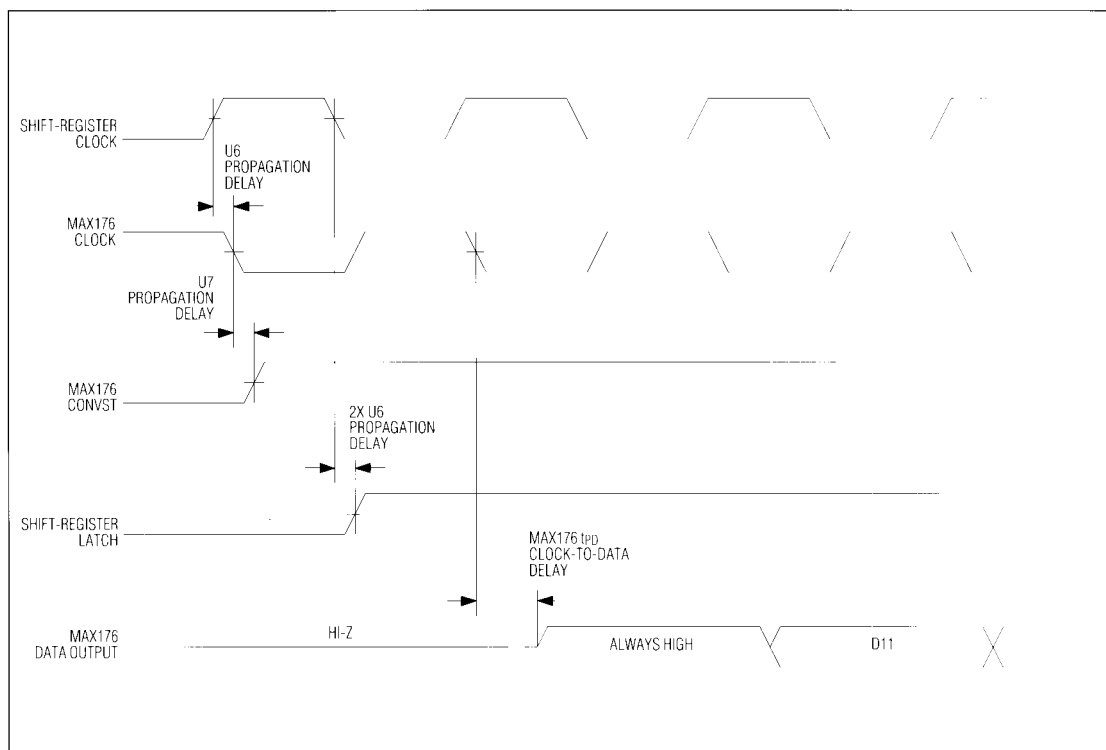 SHIFT-REGISTER
CLOCK
U6
PROPAGATION
DELAY
MAX176
CLOCK
U7
PROPAGATION
DELAY
MAX176
CONVST
2X U6
PROPAGATION
DELAY
SHIFT-REGISTER
LATCH
MAX176 tPD
CLOCK-TO-DATA
DELAY
MAX176
DATA OUTPUT
HI-Z
ALWAYS HIGH
D11